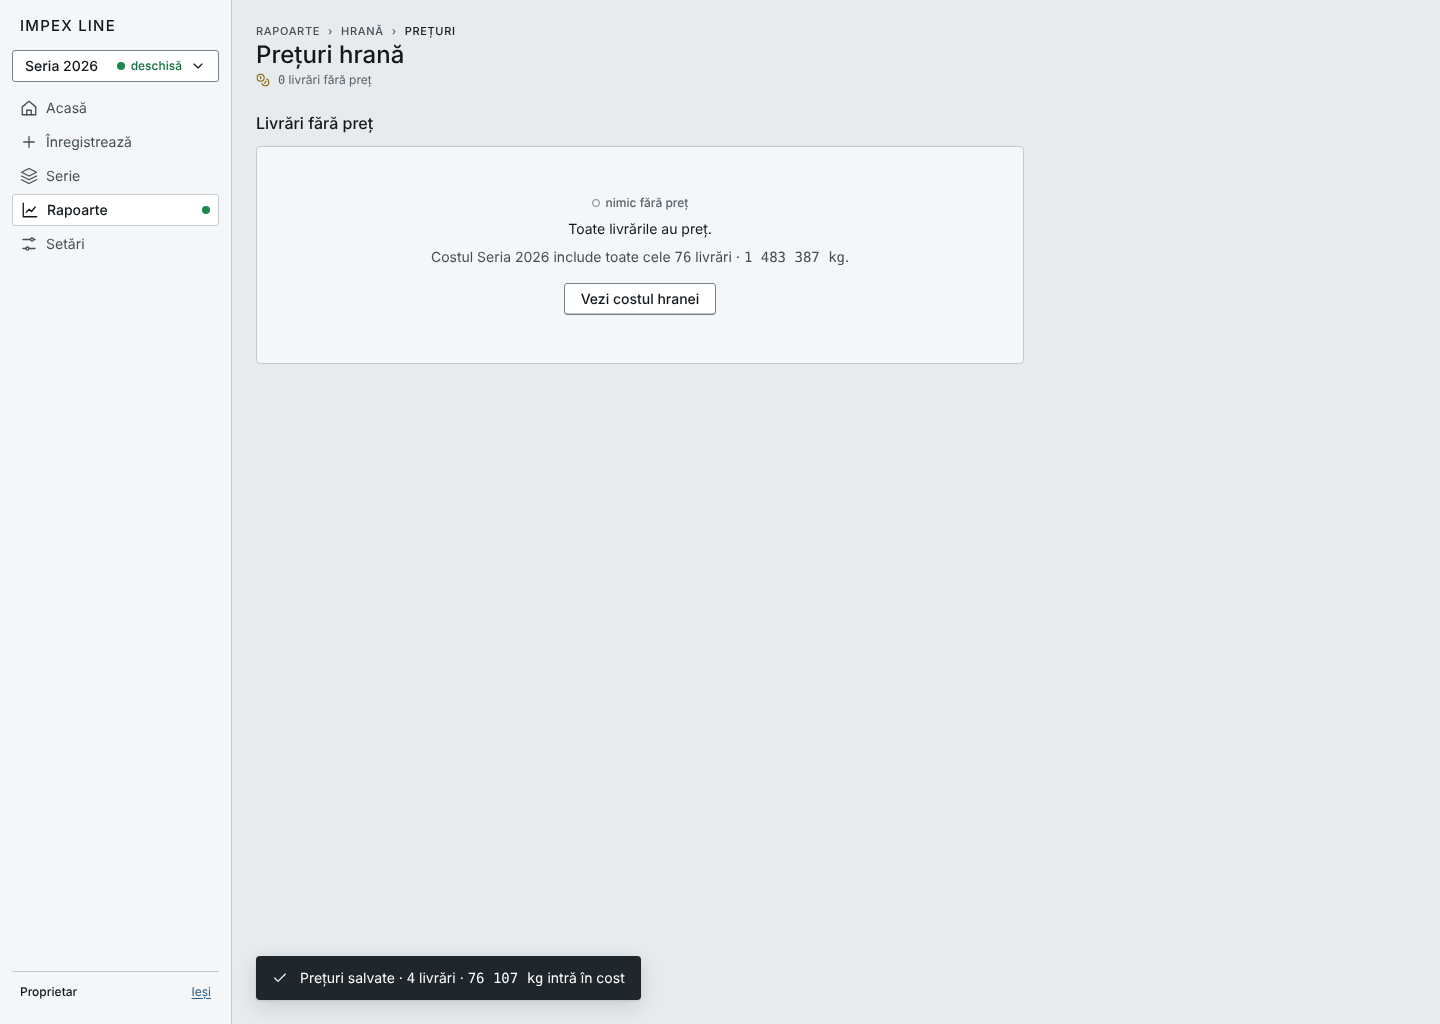 IMPEX LINE
Seria 2026 deschisă
Acasă
Înregistrează
Serie
Rapoarte
Setări
Proprietar Ieși
RAPOARTE › HRANĂ › PREȚURI
Prețuri hrană
0 livrări fără preț
Livrări fără preț
nimic fără preț
Toate livrările au preț.
Costul Seria 2026 include toate cele 76 livrări · 1 483 387 kg.
Vezi costul hranei
Prețuri salvate · 4 livrări · 76 107 kg intră în cost